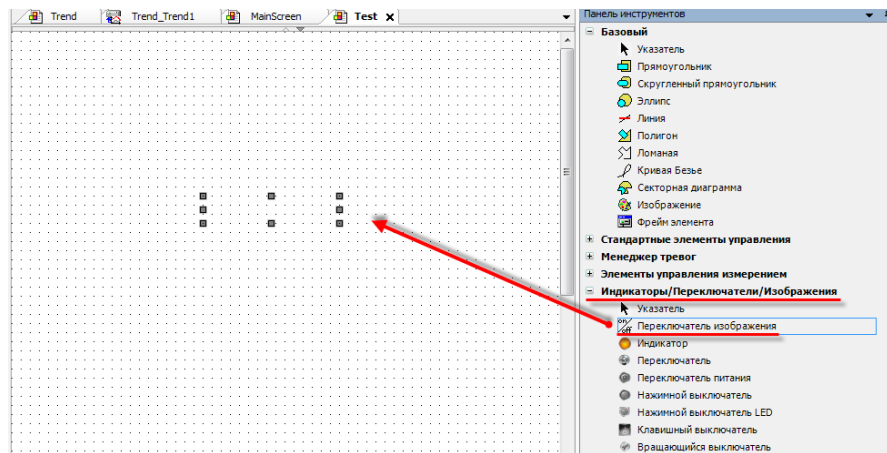 Trend
Trend_Trend1
MainScreen
Test
Панель инструментов
Базовый
Указатель
Прямоугольник
Скругленный прямоугольник
Эллипс
Линия
Полигон
Ломаная
Кривая Безье
Секторная диаграмма
Изображение
Фрейм элемента
Стандартные элементы управления
Менеджер тревог
Элементы управления измерением
Индикаторы/Переключатели/Изображения
Указатель
on/off Переключатель изображения
Индикатор
Переключатель
Переключатель питания
Нажимной выключатель
Нажимной выключатель LED
Клавишный выключатель
Вращающийся выключатель